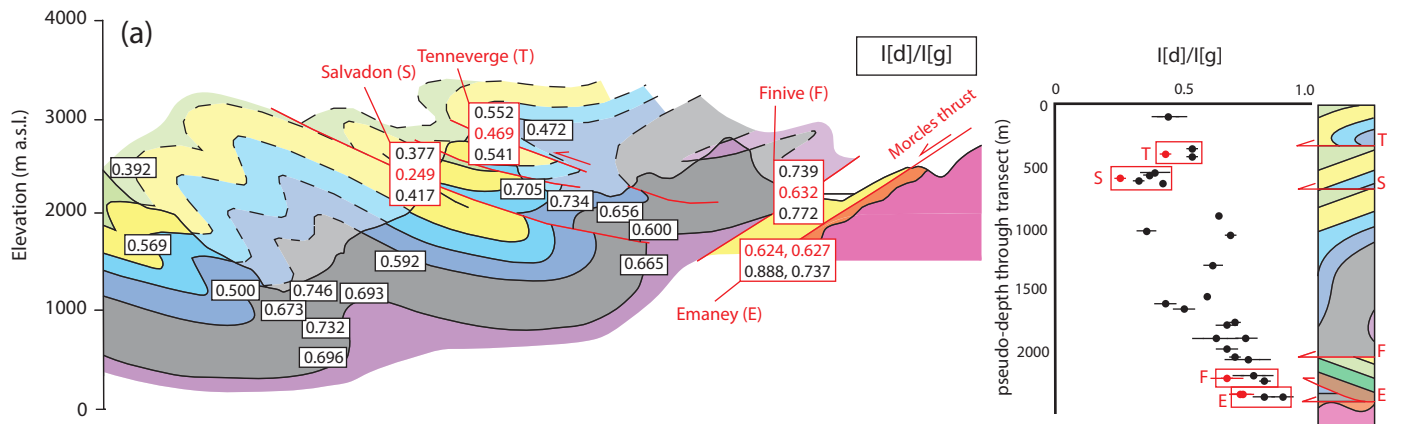 (a)
Elevation (m a.s.l.)
4000
3000
2000
1000
0
Salvadon (S)
Tenneverge (T)
Finive (F)
Emaney (E)
Morcles thrust
I[d]/I[g]
0.392
0.569
0.377
0.249
0.417
0.552
0.469
0.541
0.472
0.705
0.734
0.656
0.600
0.665
0.592
0.500
0.746
0.693
0.673
0.732
0.696
0.739
0.632
0.772
0.624, 0.627
0.888, 0.737
I[d]/I[g]
0
0.5
1.0
pseudo-depth through transect (m)
0
500
1000
1500
2000
T
S
F
E
T
S
F
E